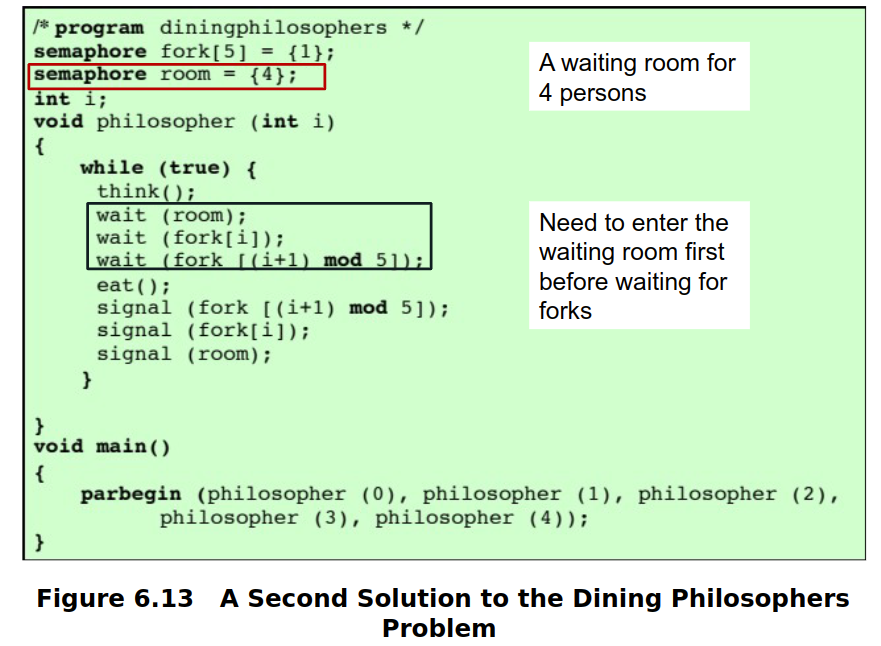 /* program diningphilosophers */
semaphore fork[5] = {1};
semaphore room = {4};
int i;
void philosopher (int i)
{
while (true) {
think();
wait (room);
wait (fork[i]);
wait (fork [(i+1) mod 5]);
eat();
signal (fork [(i+1) mod 5]);
signal (fork[i]);
signal (room);
}
}
void main()
{
parbegin (philosopher (0), philosopher (1), philosopher (2),
philosopher (3), philosopher (4));
}
A waiting room for
4 persons
Need to enter the
waiting room first
before waiting for
forks
Figure 6.13 A Second Solution to the Dining Philosophers
Problem